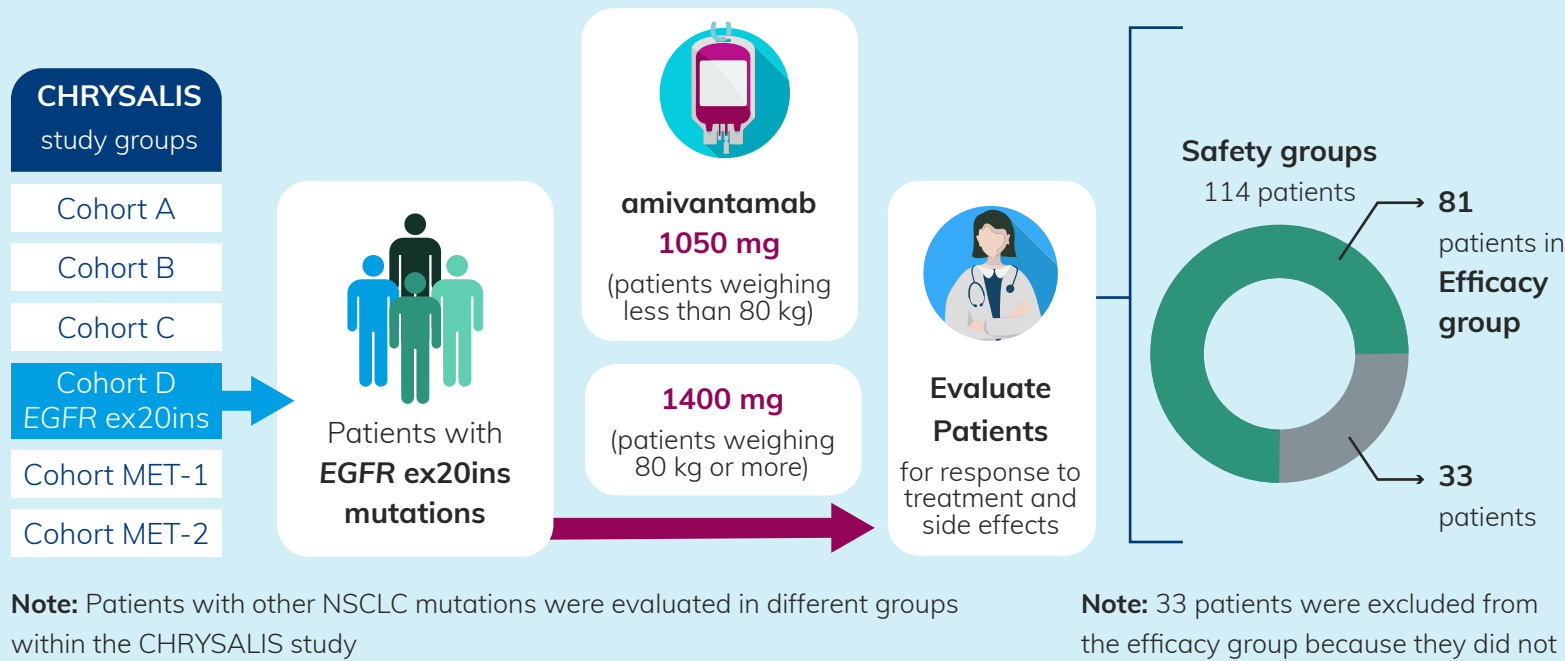 CHRYSALIS
study groups
Cohort A
Cohort B
Cohort C
Cohort D
EGFR ex20ins
Cohort MET-1
Cohort MET-2
Patients with
EGFR ex20ins
mutations
amivantamab
1050 mg
(patients weighing
less than 80 kg)
1400 mg
(patients weighing
80 kg or more)
Evaluate
Patients
for response to
treatment and
side effects
Safety groups
114 patients
81
patients in
Efficacy
group
33
patients
Note: Patients with other NSCLC mutations were evaluated in different groups
within the CHRYSALIS study
Note: 33 patients were excluded from
the efficacy group because they did not